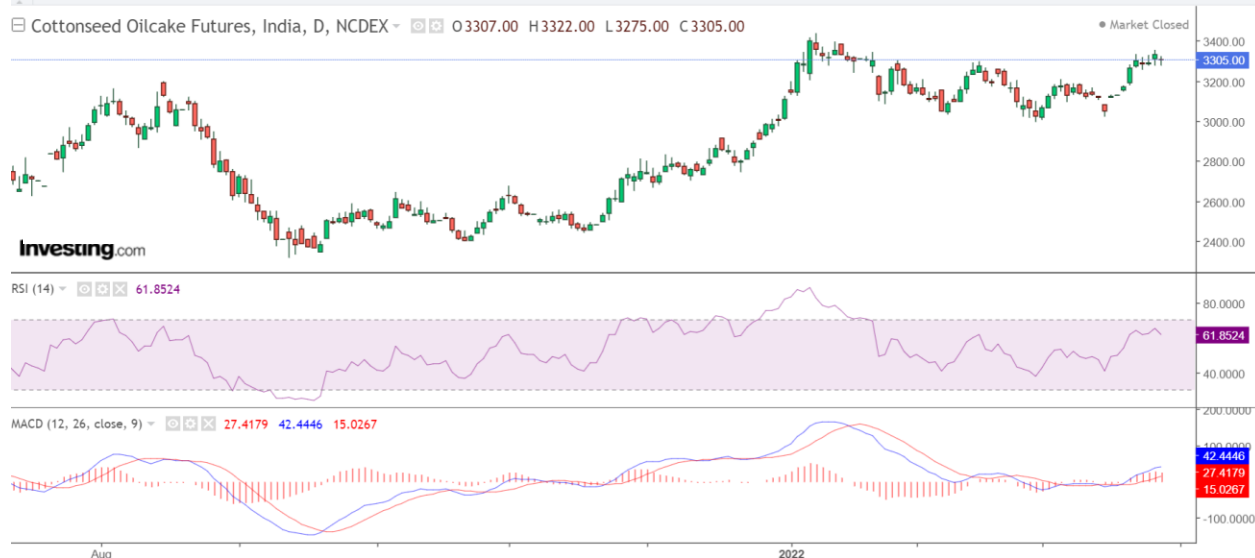 Cottonseed Oilcake Futures, India, D, NCDEX O3307.00 H3322.00 L3275.00 C3305.00
Market Closed
3400.00
3305.00
3200.00
3000.00
2800.00
2600.00
2400.00
Investing.com
RSI (14) 61.8524
80.0000
61.8524
40.0000
MACD (12, 26, close, 9) 27.4179 42.4446 15.0267
200.0000
100.0000
42.4446
27.4179
15.0267
-100.0000
Aug 2022